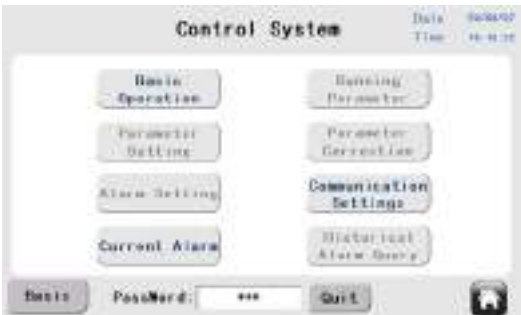 Control System
Date
Time
Basic
Operation
Running
Parameter
Parameter
Setting
Parameter
Correction
Alarm Setting
Communication
Settings
Current Alarm
Historical
Alarm Query
Basis
PassWord:
***
Quit